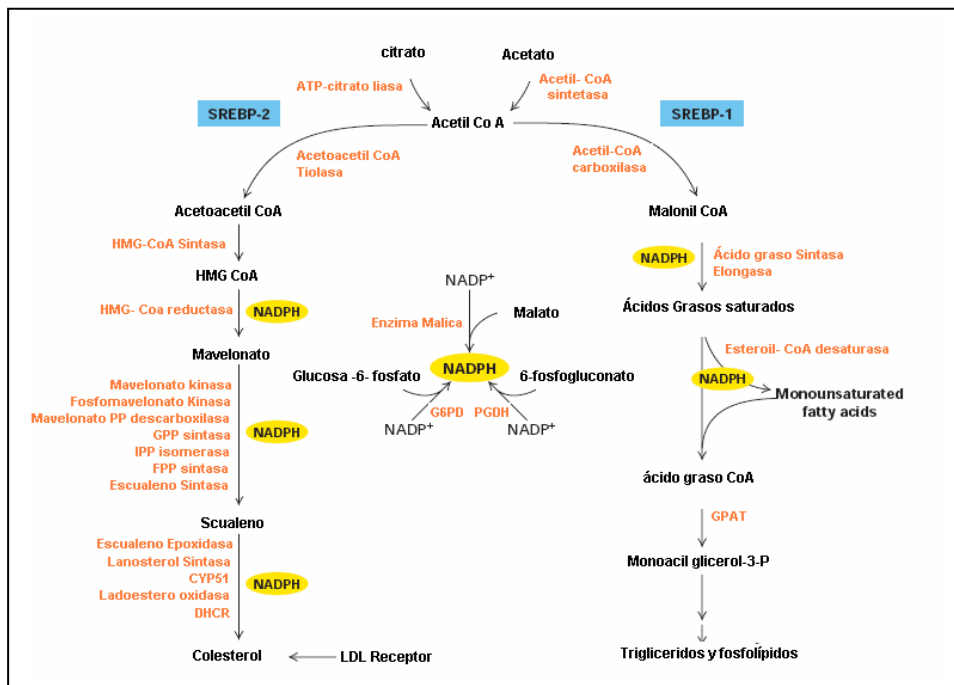 citrato
Acetato
ATP-citrato liasa
Acetil- CoA
sintetasa
SREBP-2
SREBP-1
Acetil Co A
Acetoacetil CoA
Tiolasa
Acetil-CoA
carboxilasa
Acetoacetil CoA
Malonil CoA
HMG-CoA Sintasa
NADPH
Ácido graso Sintasa
Elongasa
HMG CoA
NADP+
HMG- Coa reductasa
NADPH
Malato
Ácidos Grasos saturados
Enzima Malica
Mavelonato
NADPH
Esteroil- CoA desaturasa
Glucosa -6- fosfato
6-fosfogluconato
NADPH
Monounsaturated
fatty acids
G6PD
PGDH
NADP+
NADP+
Mavelonato kinasa
Fosfomavelonato Kinasa
Mavelonato PP descarboxilasa
GPP sintasa
NADPH
IPP isomerasa
FPP sintasa
Escualeno Sintasa
ácido graso CoA
Scualeno
GPAT
Escualeno Epoxidasa
Lanosterol Sintasa
CYP51
NADPH
Ladoestero oxidasa
DHCR
Monoacil glicerol-3-P
Colesterol
LDL Receptor
Trigliceridos y fosfolípidos